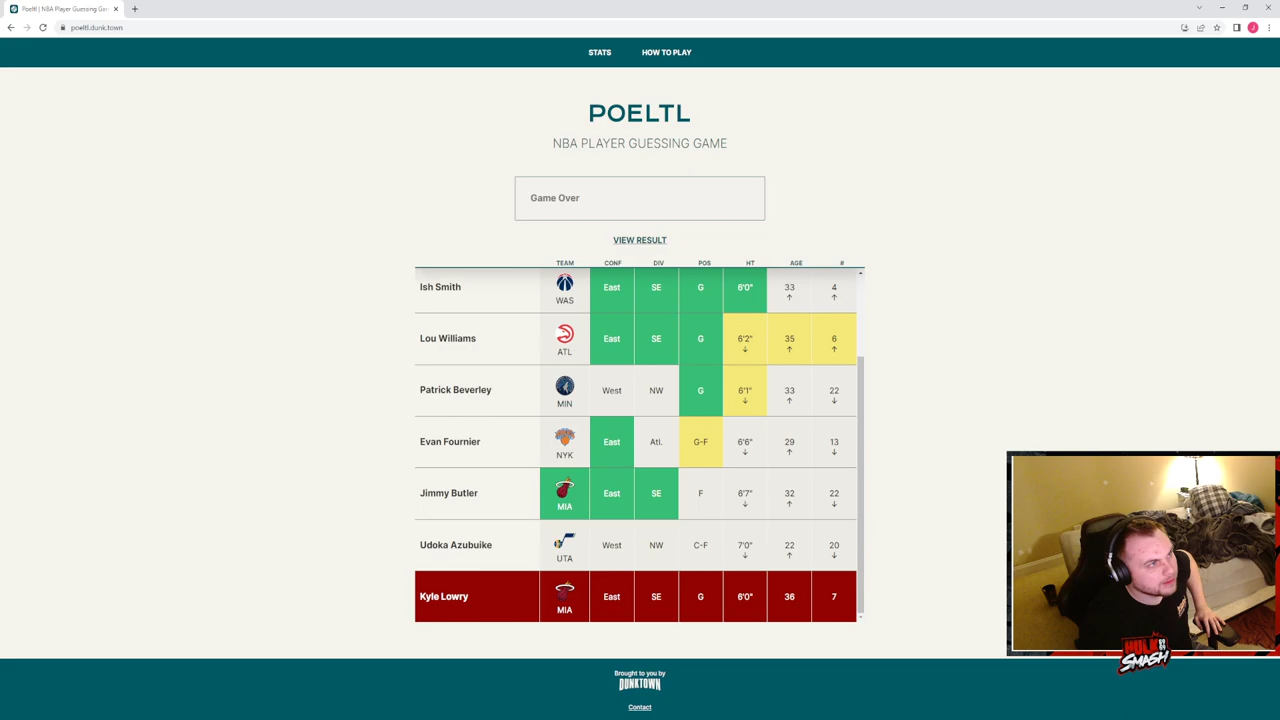 Poeltl | NBA Player Guessing Gam
poeltl.dunk.town
J
STATS
HOW TO PLAY
POELTL
NBA PLAYER GUESSING GAME
Game Over
VIEW RESULT
TEAM CONF DIV POS HT AGE #
Ish Smith WAS East SE G 6'0" 33 ↑ 4 ↑
Lou Williams ATL East SE G 6'2" ↓ 35 ↑ 6 ↑
Patrick Beverley MIN West NW G 6'1" ↓ 33 ↑ 22 ↓
Evan Fournier NYK East Atl. G-F 6'6" ↓ 29 ↑ 13 ↓
Jimmy Butler MIA East SE F 6'7" ↓ 32 ↑ 22 ↓
Udoka Azubuike UTA West NW C-F 7'0" ↓ 22 ↑ 20 ↓
Kyle Lowry MIA East SE G 6'0" 36 7
HULK
SMASH
Brought to you by
DUNKTOWN
Contact